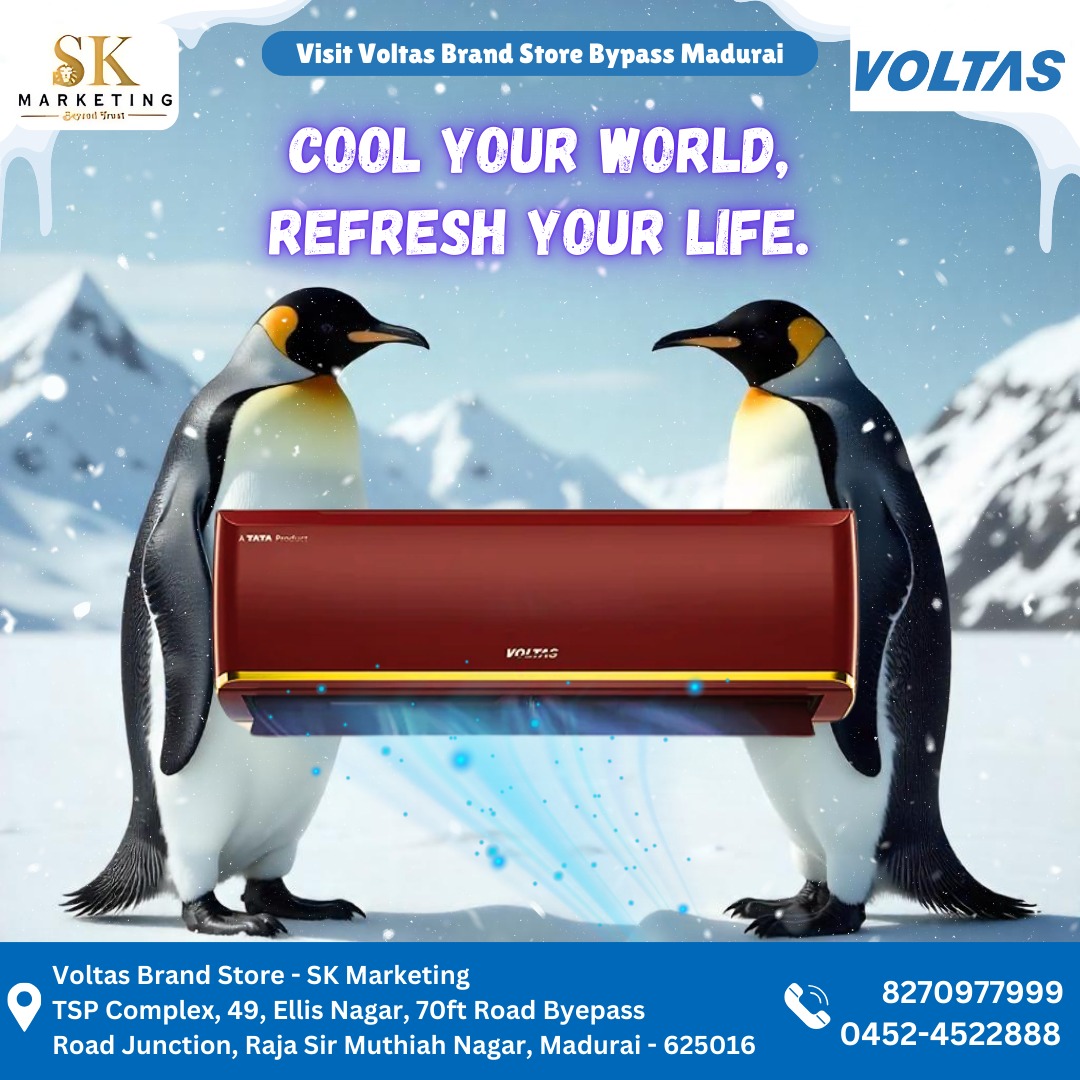 SK
MARKETING
Beyond Trust
Visit Voltas Brand Store Bypass Madurai
VOLTAS
COOL YOUR WORLD,
REFRESH YOUR LIFE.
A TATA Product
VOLTAS
Voltas Brand Store - SK Marketing
TSP Complex, 49, Ellis Nagar, 70ft Road Byepass
Road Junction, Raja Sir Muthiah Nagar, Madurai - 625016
8270977999
0452-4522888